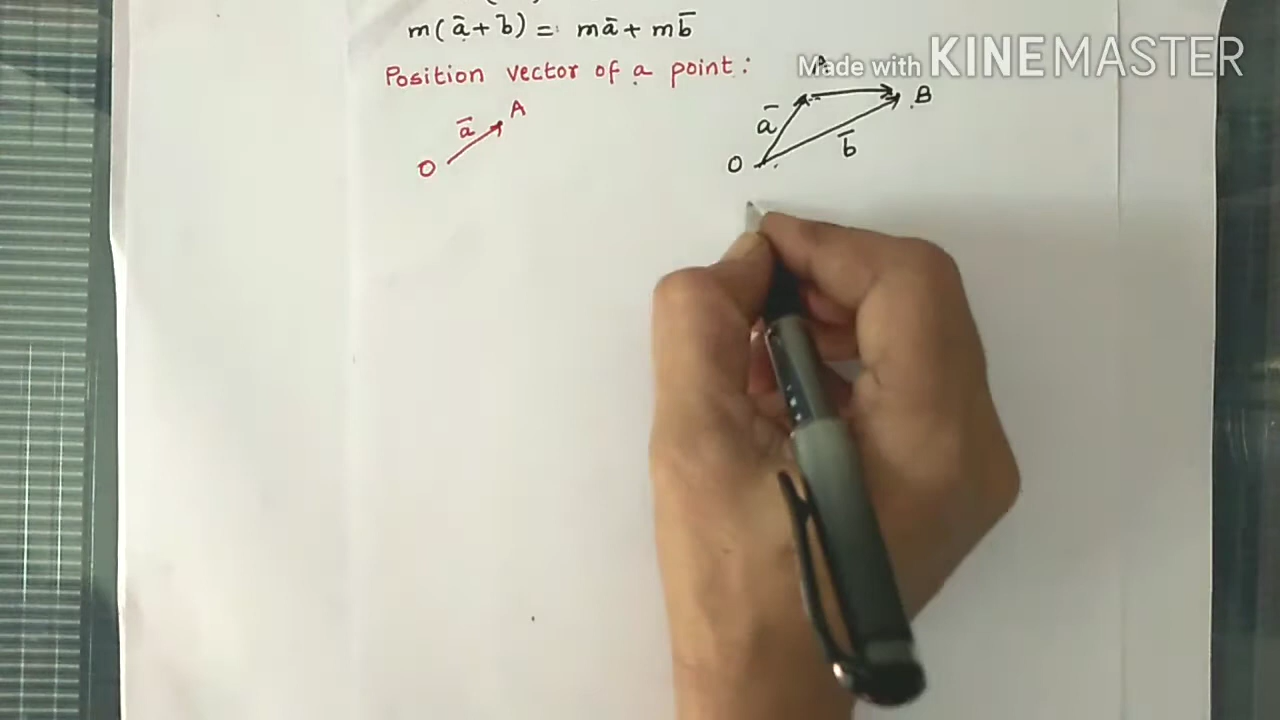 m(ā+b̄) = mā+mb̄
Position vector of a point:
Made with KINEMASTER
ā A
O
ā B
O b̄